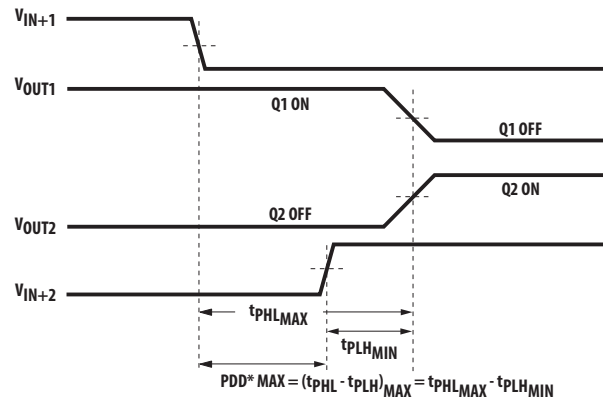 VIN+1
VOUT1
Q1 ON
Q1 OFF
Q2 OFF
Q2 ON
VOUT2
VIN+2
tPHLMAX
tPLHMIN
PDD* MAX = (tPHL - tPLH)MAX = tPHLMAX - tPLHMIN